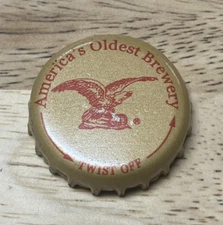 America's Oldest Brewery
®
TWIST OFF